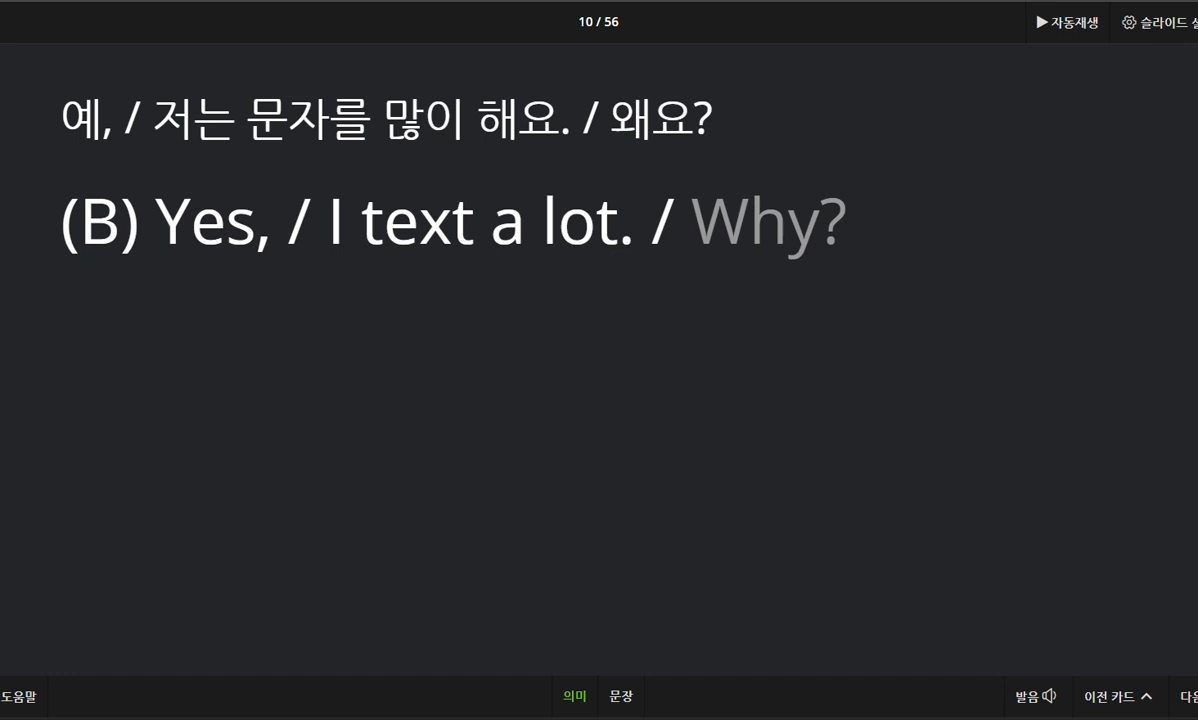 10 / 56
▶ 자동재생
슬라이드
예, / 저는 문자를 많이 해요. / 왜요?
(B) Yes, / I text a lot. / Why?
도움말
의미
문장
발음
이전 카드